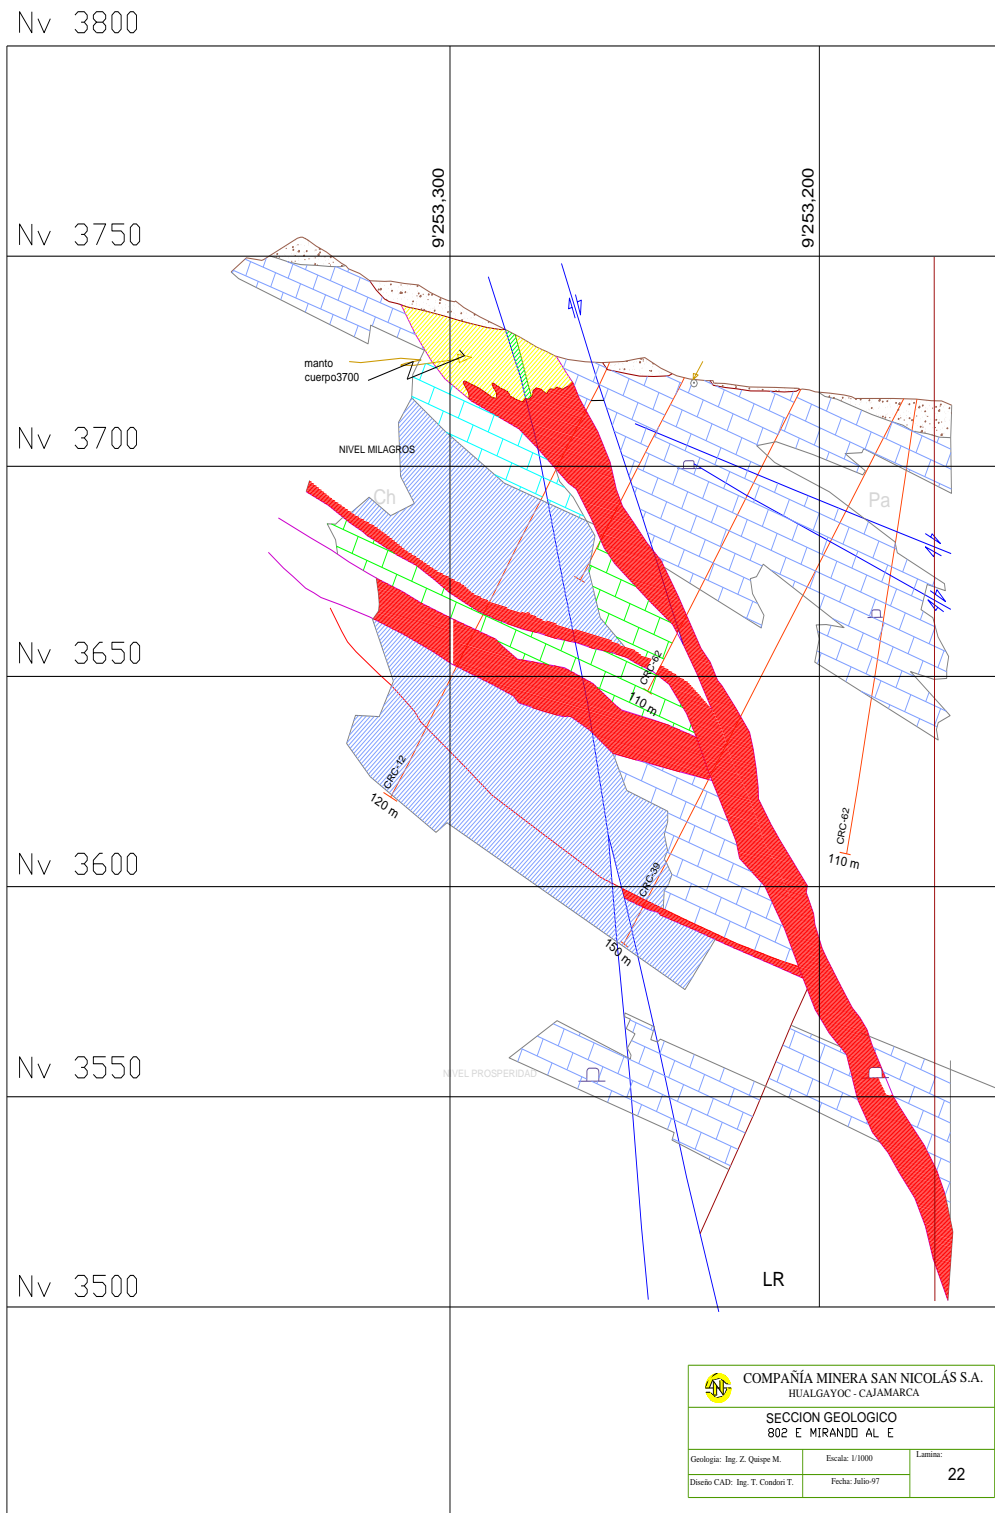 Nv 3800
9'253,300
9'253,200
Nv 3750
manto
cuerpo3700
Nv 3700
NIVEL MILAGROS
Ch
Pa
Nv 3650
CRC-62
110 m
CRC-12
120 m
CRC-62
110 m
Nv 3600
CRC-39
150 m
Nv 3550
NIVEL PROSPERIDAD
Nv 3500
LR
COMPAÑÍA MINERA SAN NICOLÁS S.A.
HUALGAYOC - CAJAMARCA
SECCION GEOLOGICO
802 E MIRANDO AL E
Geologia: Ing. Z. Quispe M.
Escala: 1/1000
Lamina:
22
Diseño CAD: Ing. T. Condori T.
Fecha: Julio-97